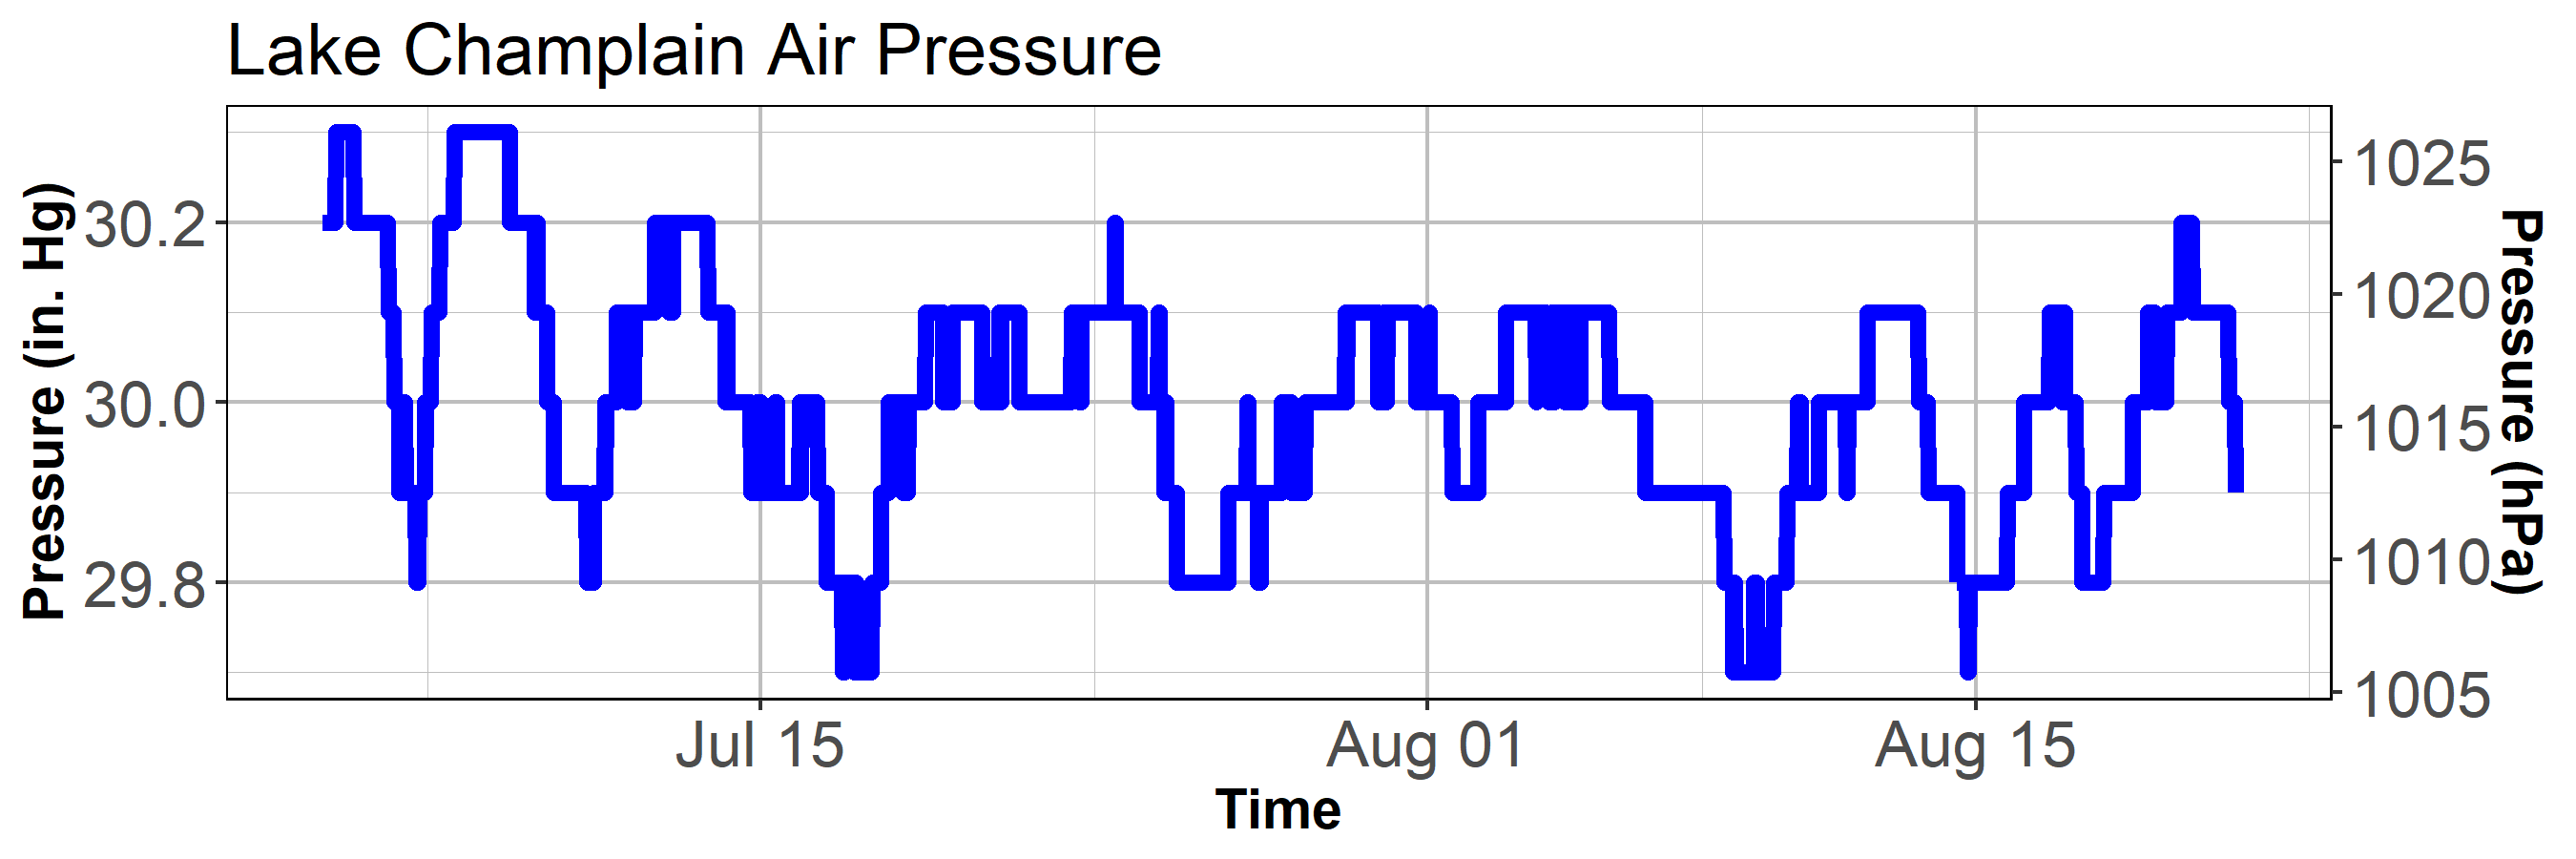 Lake Champlain Air Pressure
Pressure (in. Hg)
30.2
30.0
29.8
1025
1020
1015
1010
1005
Pressure (hPa)
Jul 15
Aug 01
Aug 15
Time